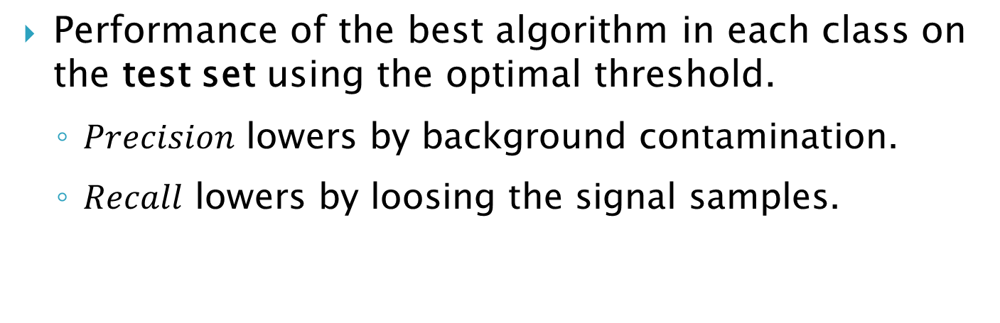 Performance of the best algorithm in each class on
the test set using the optimal threshold.
Precision lowers by background contamination.
Recall lowers by loosing the signal samples.